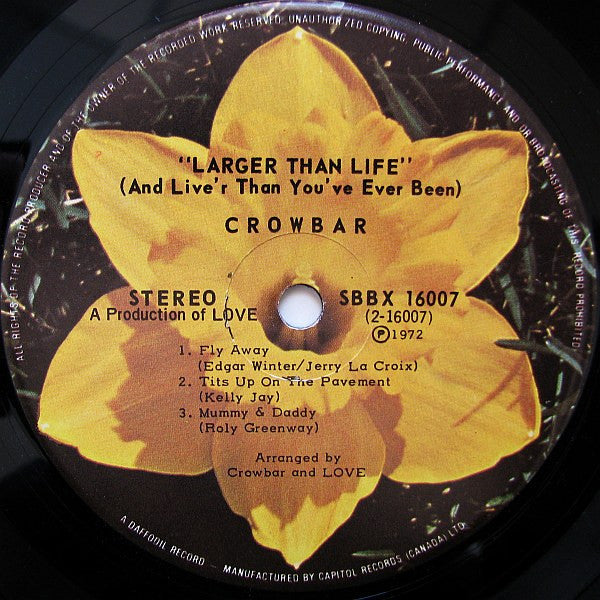 ALL RIGHTS OF THE RECORD PRODUCER AND OF THE OWNER OF THE RECORDED WORK RESERVED. UNAUTHORIZED COPYING, PUBLIC PERFORMANCE AND OR BROADCASTING OF THIS RECORD PROHIBITED
"LARGER THAN LIFE"
(And Live'r Than You've Ever Been)
CROWBAR
STEREO
A Production of LOVE
SBBX 16007
(2-16007)
Ⓟ1972
1. Fly Away
(Edgar Winter/Jerry La Croix)
2. Tits Up On The Pavement
(Kelly Jay)
3. Mummy & Daddy
(Roly Greenway)
Arranged by
Crowbar and LOVE
A DAFFODIL RECORD — MANUFACTURED BY CAPITOL RECORDS (CANADA) LTD.